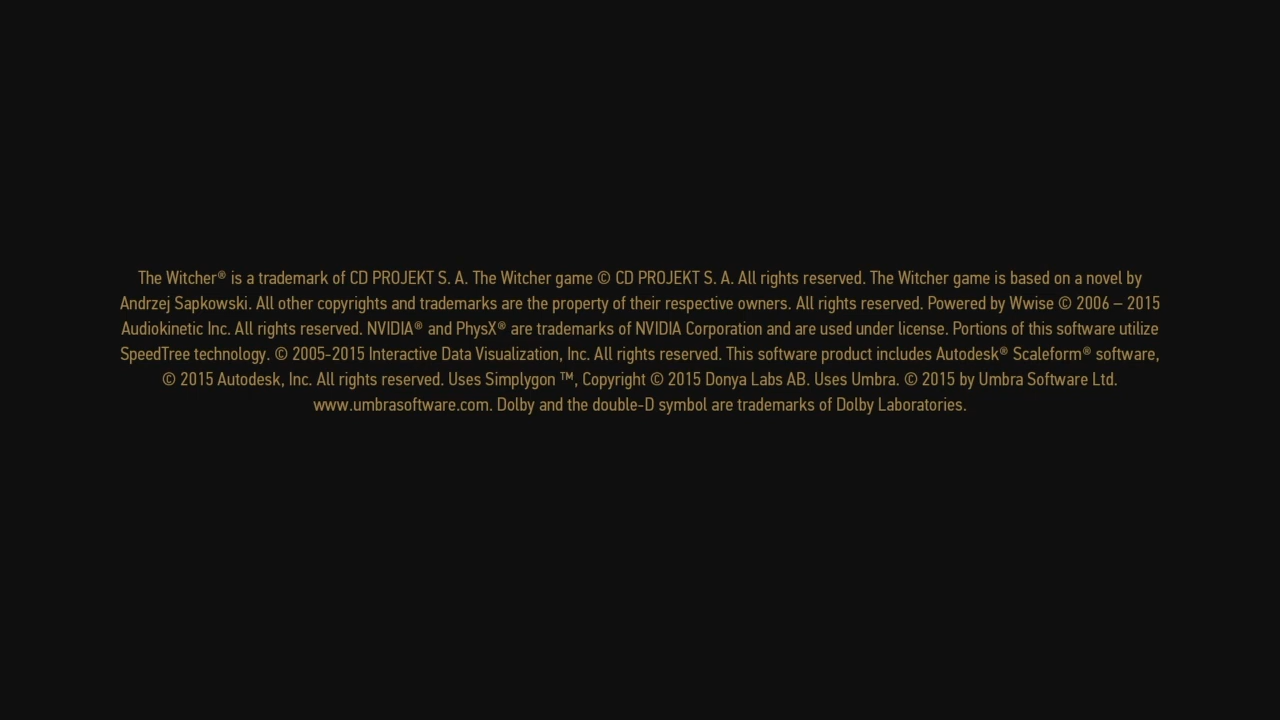 The Witcher® is a trademark of CD PROJEKT S. A. The Witcher game © CD PROJEKT S. A. All rights reserved. The Witcher game is based on a novel by
Andrzej Sapkowski. All other copyrights and trademarks are the property of their respective owners. All rights reserved. Powered by Wwise © 2006 – 2015
Audiokinetic Inc. All rights reserved. NVIDIA® and PhysX® are trademarks of NVIDIA Corporation and are used under license. Portions of this software utilize
SpeedTree technology. © 2005-2015 Interactive Data Visualization, Inc. All rights reserved. This software product includes Autodesk® Scaleform® software,
© 2015 Autodesk, Inc. All rights reserved. Uses Simplygon ™, Copyright © 2015 Donya Labs AB. Uses Umbra. © 2015 by Umbra Software Ltd.
www.umbrasoftware.com. Dolby and the double-D symbol are trademarks of Dolby Laboratories.